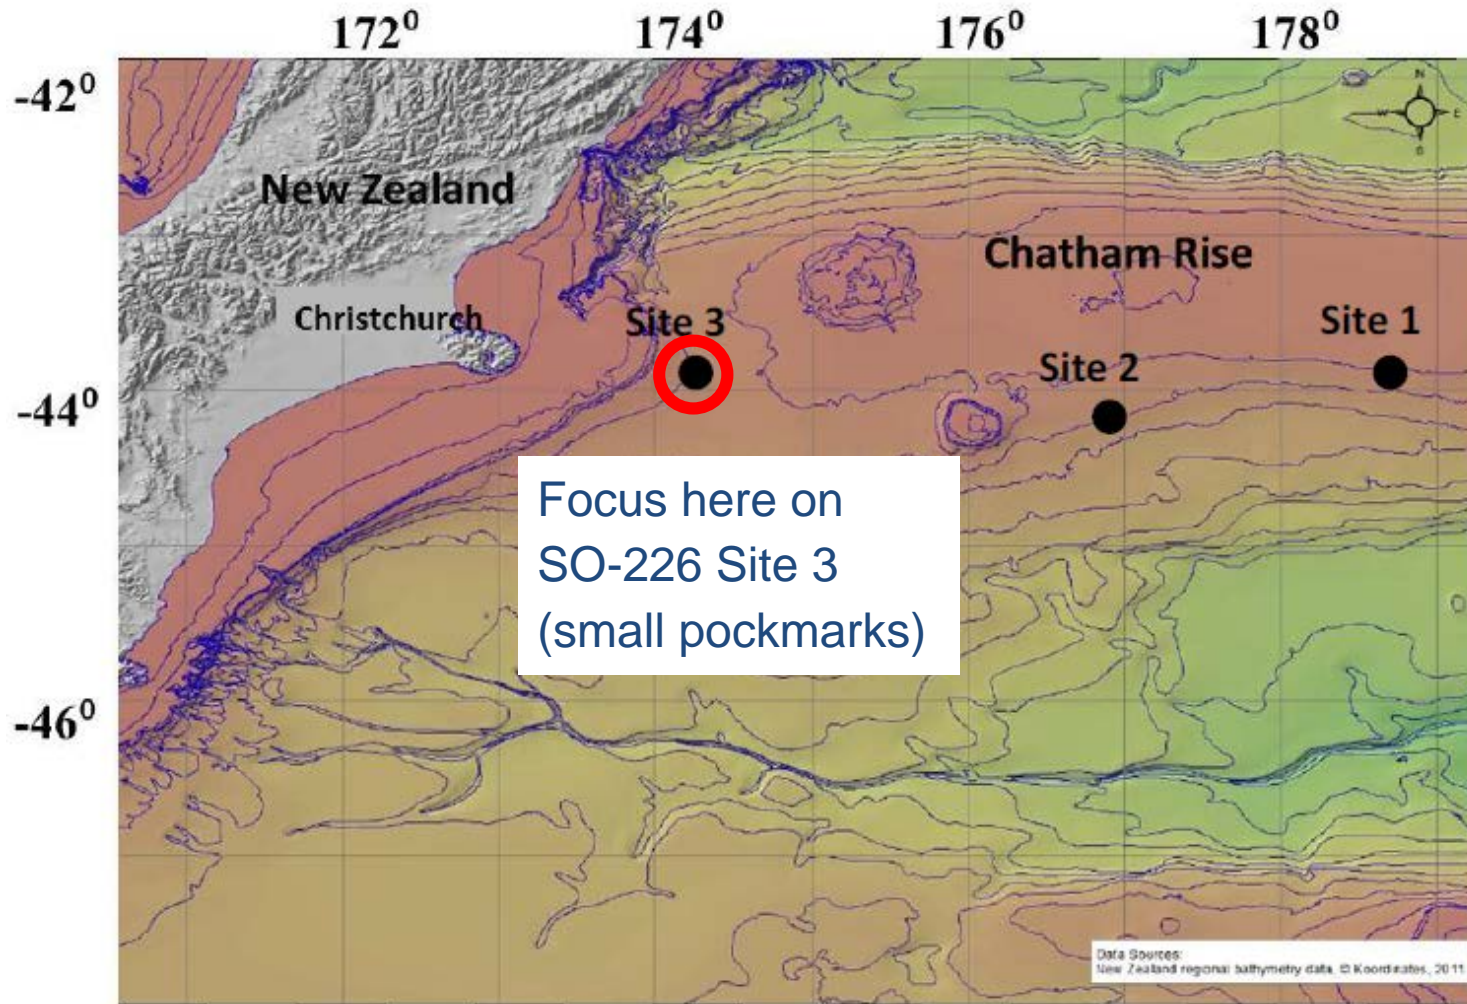 172⁰ 174⁰ 176⁰ 178⁰
-42⁰
N
W E
S
New Zealand
Chatham Rise
Christchurch
Site 3
Site 1
Site 2
-44⁰
Focus here on
SO-226 Site 3
(small pockmarks)
-46⁰
Data Sources:
New Zealand regional bathymetry data, © Koordinates, 2011